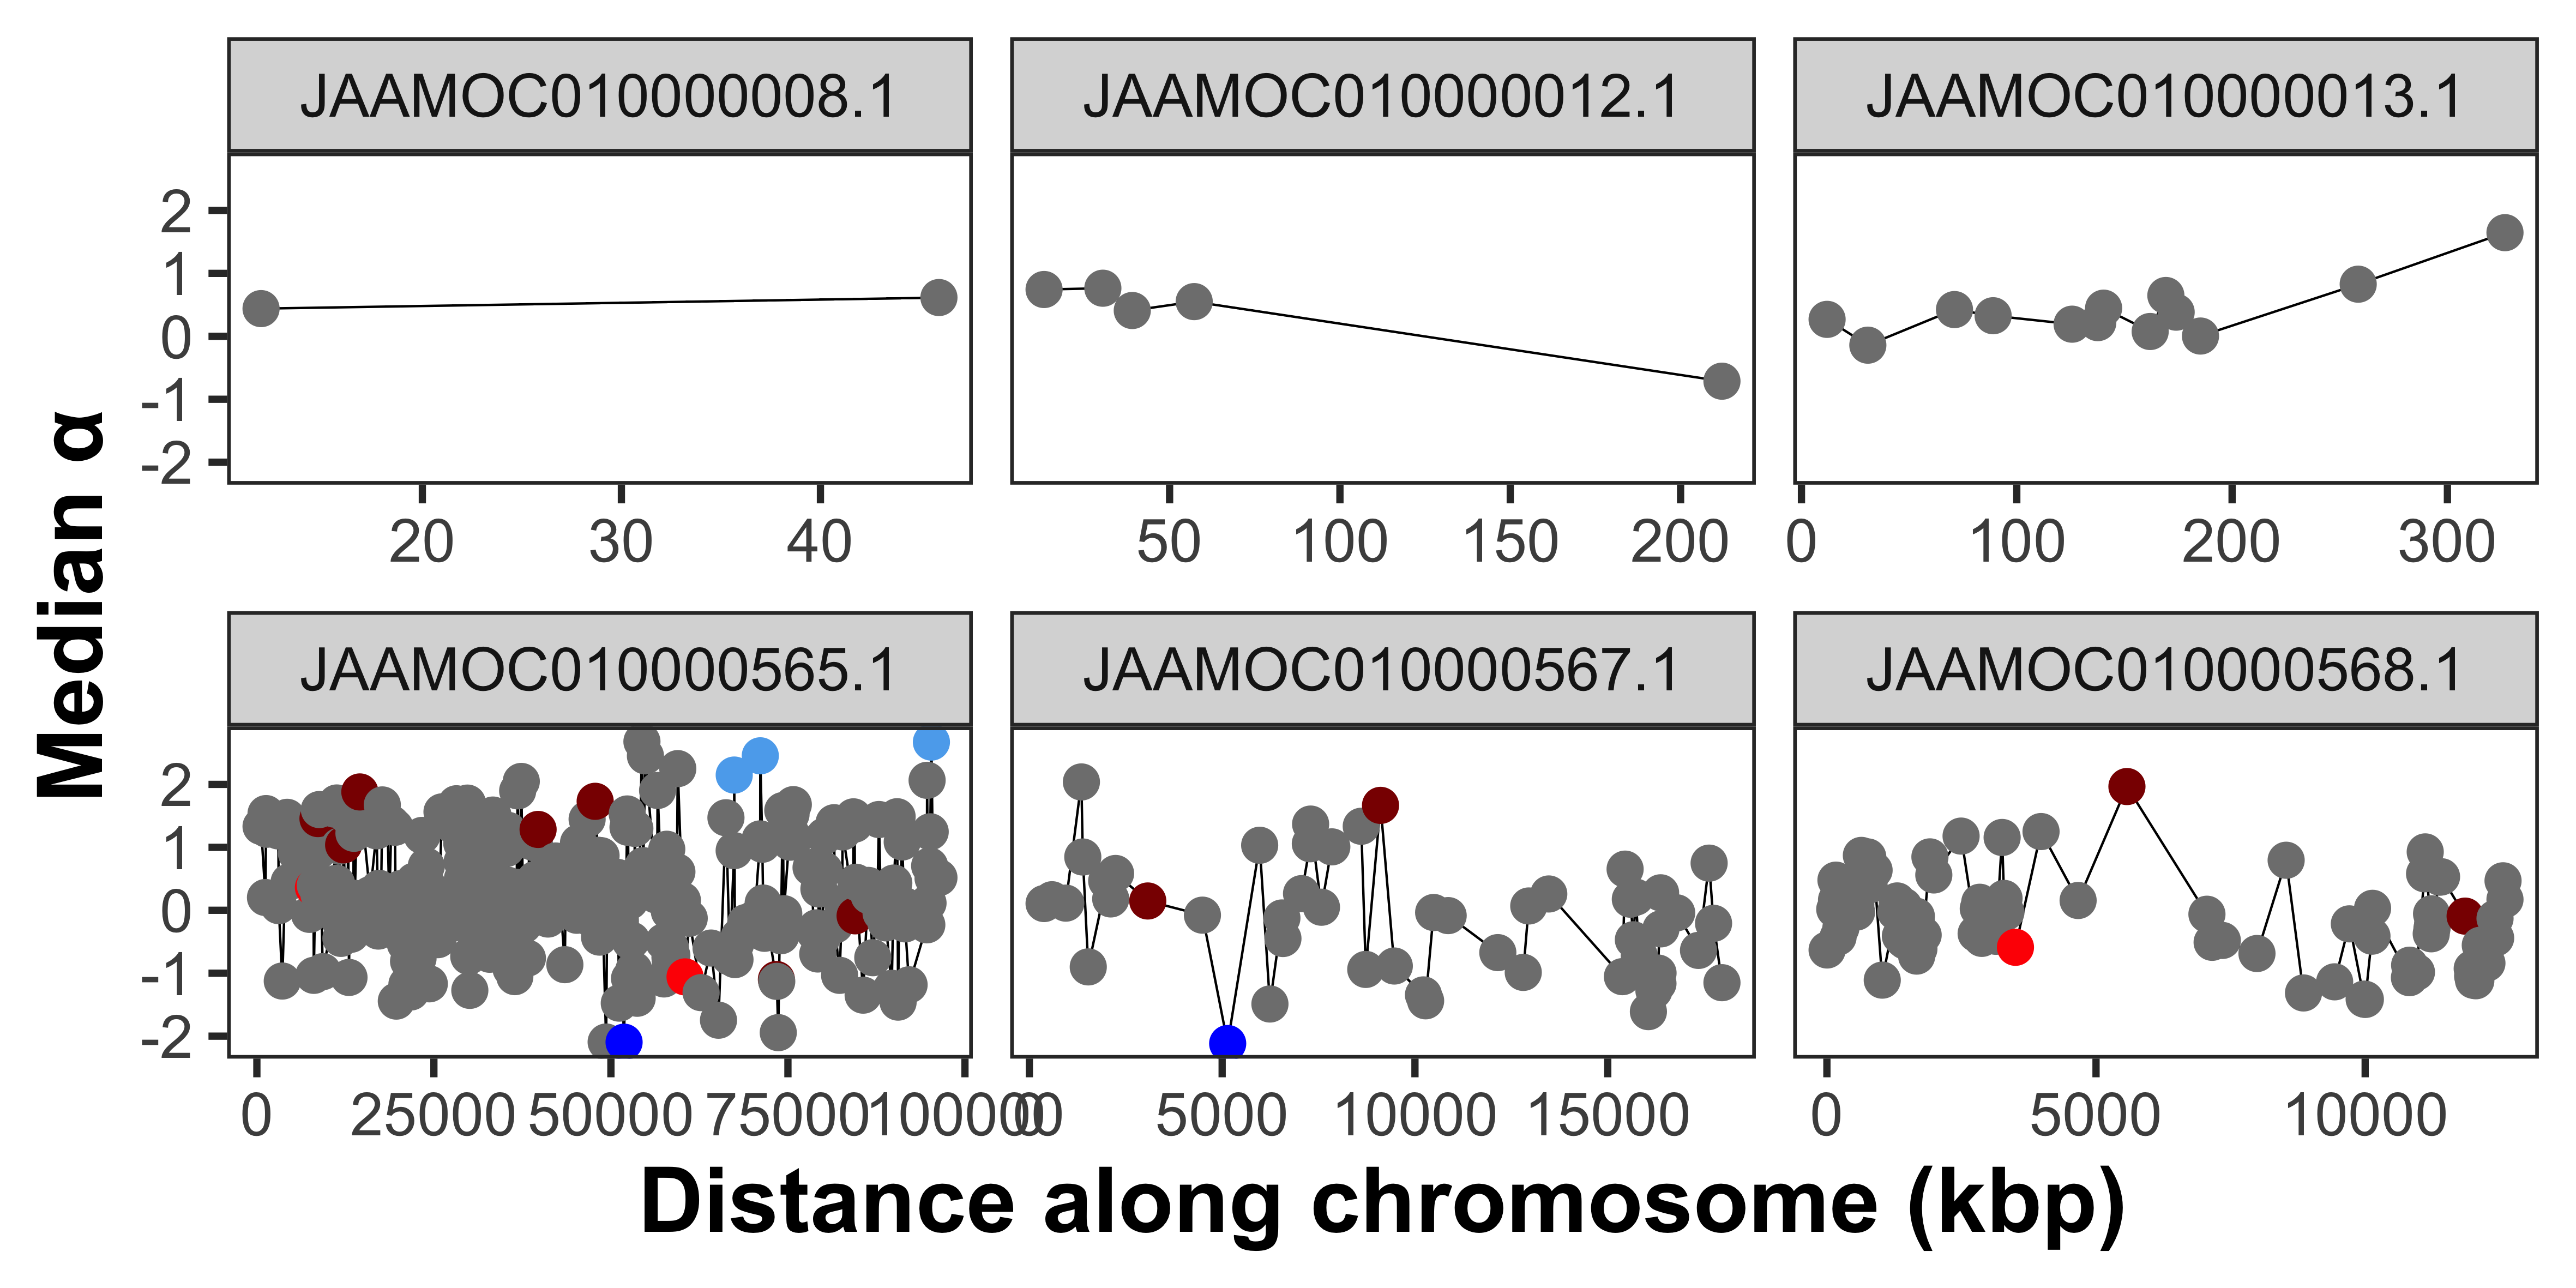 JAAMOC010000008.1 JAAMOC010000012.1 JAAMOC010000013.1
2
1
0
-1
-2
20 30 40 50 100 150 200 0 100 200 300
Median α
JAAMOC010000565.1 JAAMOC010000567.1 JAAMOC010000568.1
2
1
0
-1
-2
0 25000 50000 75000 100000 0 5000 10000 15000 0 5000 10000
Distance along chromosome (kbp)